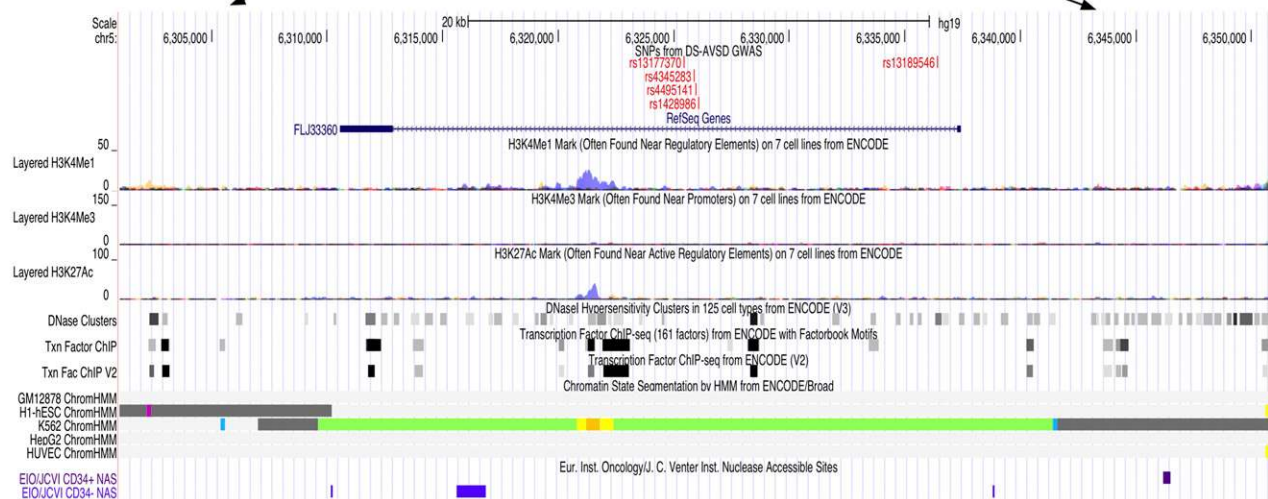 Scale 20 kb hg19
chr5: 6,305,000 6,310,000 6,315,000 6,320,000 6,325,000 6,330,000 6,335,000 6,340,000 6,345,000 6,350,000
SNPs from DS-AVSD GWAS
rs13177370 rs13189546
rs4345283
rs4495141
rs1428986
RefSeq Genes
FLJ33360
H3K4Me1 Mark (Often Found Near Regulatory Elements) on 7 cell lines from ENCODE
50
Layered H3K4Me1
0
H3K4Me3 Mark (Often Found Near Promoters) on 7 cell lines from ENCODE
150
Layered H3K4Me3
0
H3K27Ac Mark (Often Found Near Active Regulatory Elements) on 7 cell lines from ENCODE
100
Layered H3K27Ac
0
DNaseI Hypersensitivity Clusters in 125 cell types from ENCODE (V3)
DNase Clusters
Transcription Factor ChIP-seq (161 factors) from ENCODE with Factorbook Motifs
Txn Factor ChIP
Transcription Factor ChIP-seq from ENCODE (V2)
Txn Fac ChIP V2
Chromatin State Segmentation by HMM from ENCODE/Broad
GM12878 ChromHMM
H1-hESC ChromHMM
K562 ChromHMM
HepG2 ChromHMM
HUVEC ChromHMM
Eur. Inst. Oncology/J. C. Venter Inst. Nuclease Accessible Sites
EIO/JCVI CD34+ NAS
EIO/JCVI CD34- NAS